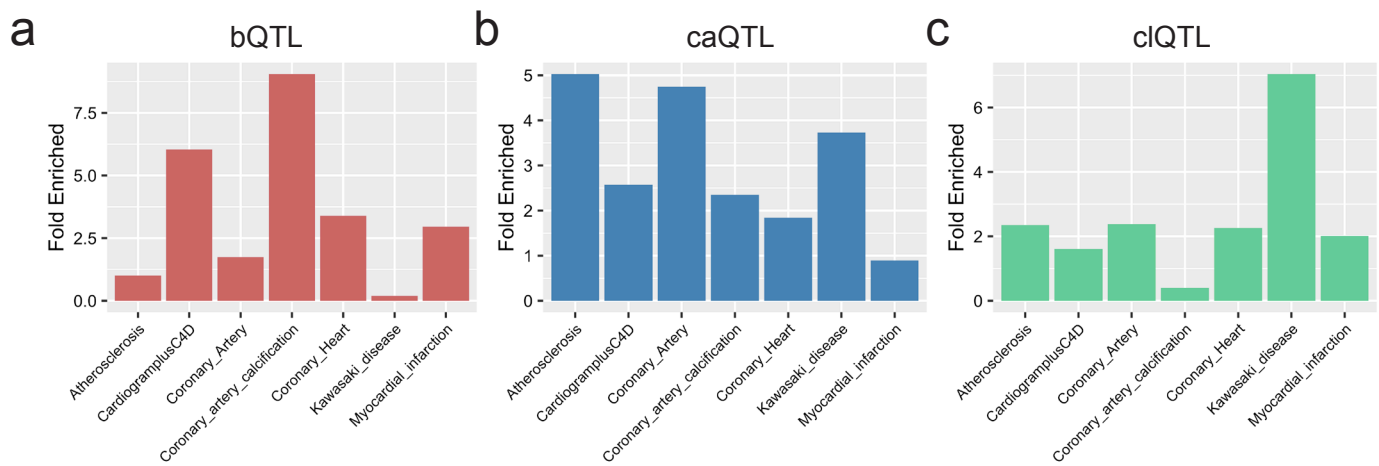 a
bQTL
Fold Enriched
7.5
5.0
2.5
0.0
Atherosclerosis
CardiogramplusC4D
Coronary_Artery
Coronary_artery_calcification
Coronary_Heart
Kawasaki_disease
Myocardial_infarction
b
caQTL
Fold Enriched
5
4
3
2
1
0
Atherosclerosis
CardiogramplusC4D
Coronary_Artery
Coronary_artery_calcification
Coronary_Heart
Kawasaki_disease
Myocardial_infarction
c
clQTL
Fold Enriched
6
4
2
0
Atherosclerosis
CardiogramplusC4D
Coronary_Artery
Coronary_artery_calcification
Coronary_Heart
Kawasaki_disease
Myocardial_infarction